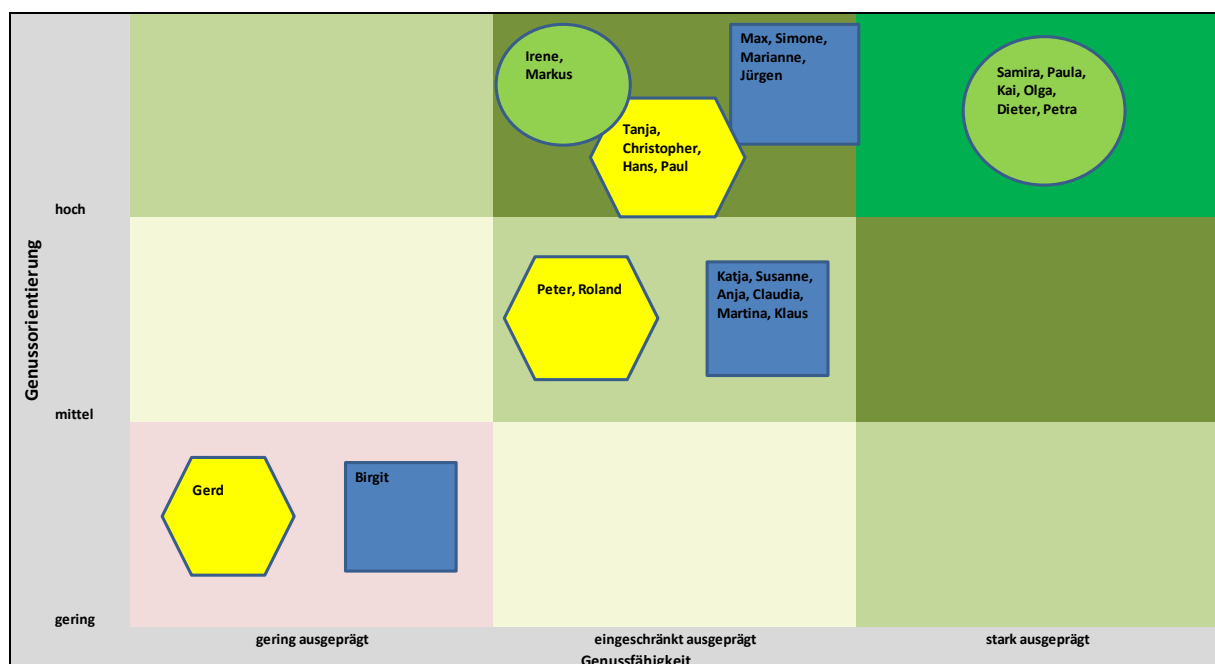 Irene,
Markus
Max, Simone,
Marianne,
Jürgen
Samira, Paula,
Kai, Olga,
Dieter, Petra
Tanja,
Christopher,
Hans, Paul
hoch
Genussorientierung
Peter, Roland
Katja, Susanne,
Anja, Claudia,
Martina, Klaus
mittel
Gerd
Birgit
gering
gering ausgeprägt
eingeschränkt ausgeprägt
stark ausgeprägt
Genussfähigkeit